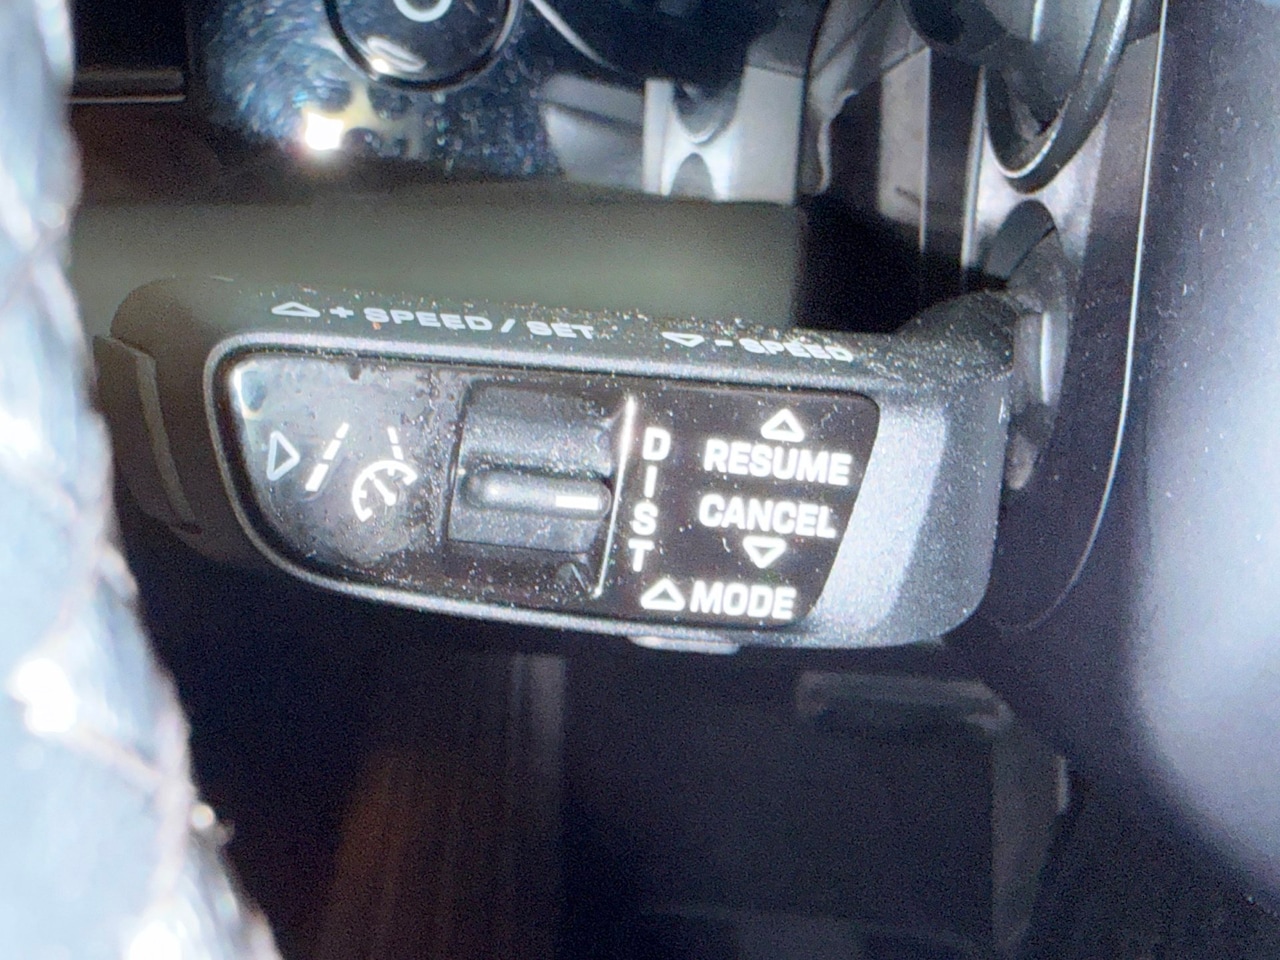 + SPEED / SET
- SPEED
DIST
RESUME
CANCEL
MODE